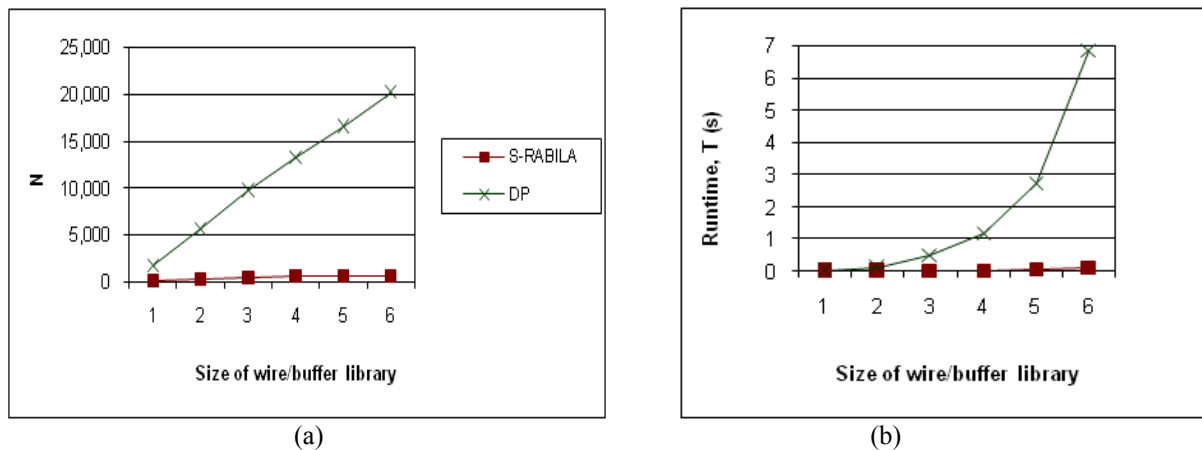 25,000
20,000
15,000
10,000
5,000
0
N
1 2 3 4 5 6
Size of wire/buffer library
S-RABILA
DP
(a)
7
6
5
4
3
2
1
0
Runtime, T (s)
1 2 3 4 5 6
Size of wire/buffer library
(b)